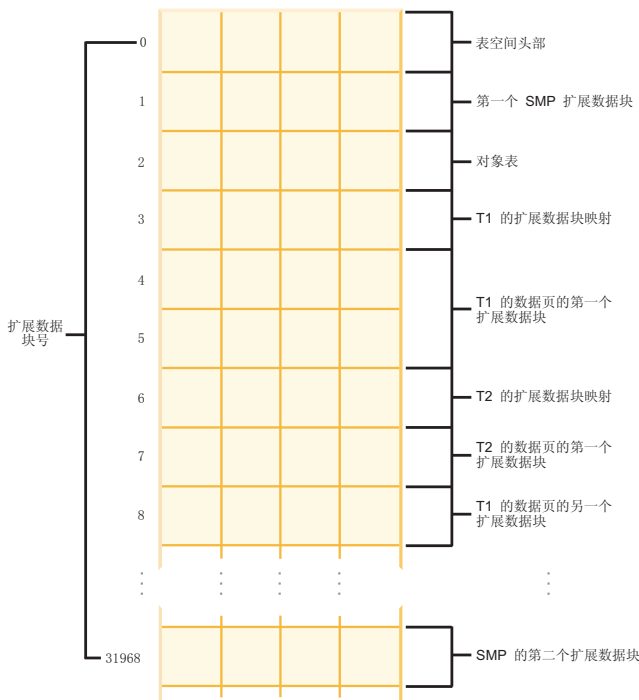 0
表空间头部
1
第一个 SMP 扩展数据块
2
对象表
3
T1 的扩展数据块映射
4
T1 的数据页的第一个
扩展数据块
5
扩展数据
块号
6
T2 的扩展数据块映射
7
T2 的数据页的第一个
扩展数据块
8
T1 的数据页的另一个
扩展数据块
31968
SMP 的第二个扩展数据块